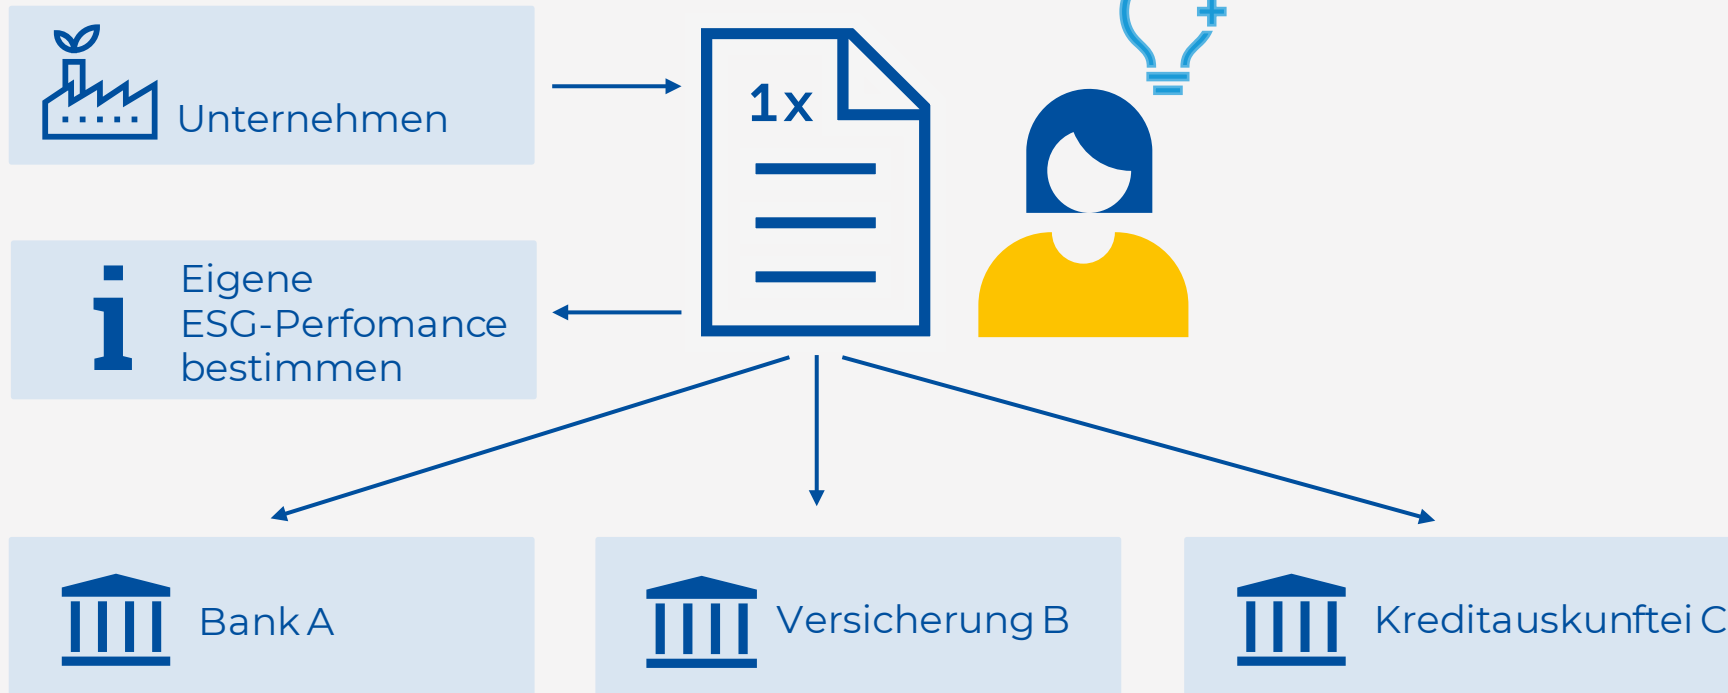 Unternehmen
1x
Eigene
ESG-Perfomance
bestimmen
Bank A
Versicherung B
Kreditauskunftei C